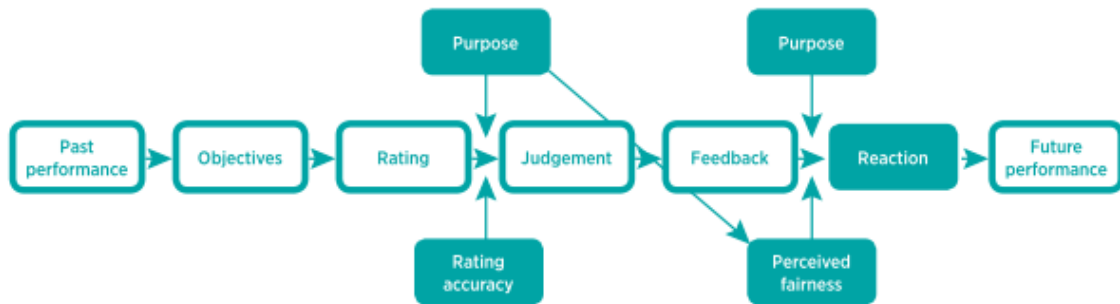 Purpose
Purpose
Past
performance
Objectives
Rating
Judgement
Feedback
Reaction
Future
performance
Rating
accuracy
Perceived
fairness